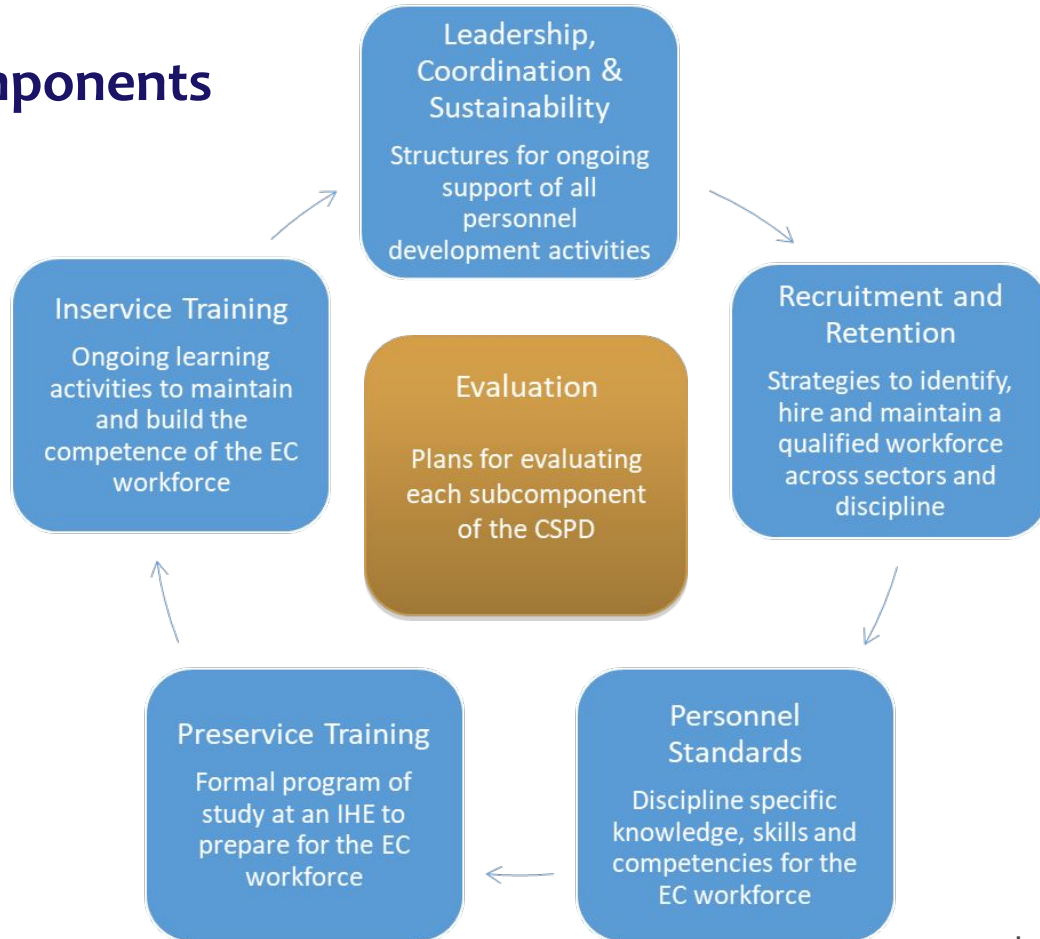 mponents
Leadership,
Coordination &
Sustainability
Structures for ongoing
support of all
personnel
development activities
Recruitment and
Retention
Strategies to identify,
hire and maintain a
qualified workforce
across sectors and
discipline
Personnel
Standards
Discipline specific
knowledge, skills and
competencies for the
EC workforce
Preservice Training
Formal program of
study at an IHE to
prepare for the EC
workforce
Inservice Training
Ongoing learning
activities to maintain
and build the
competence of the EC
workforce
Evaluation
Plans for evaluating
each subcomponent
of the CSPD